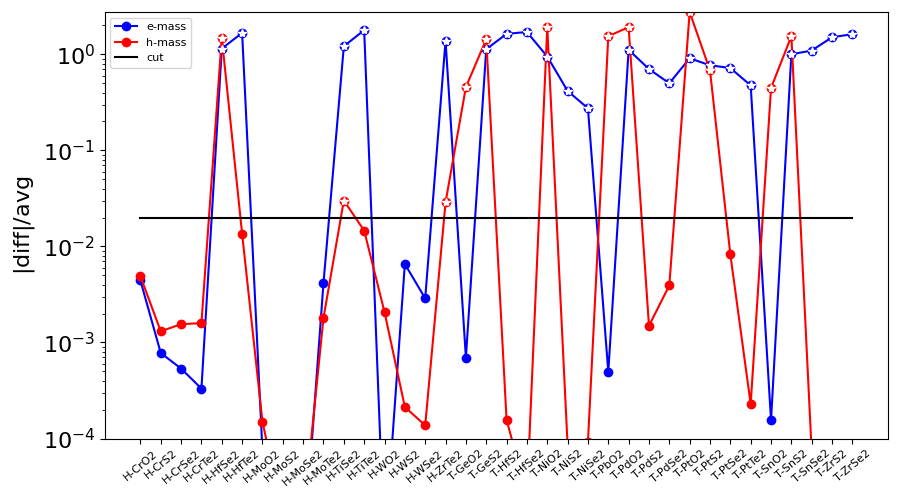 e-mass
h-mass
cut
|diff|/avg
10^0
10^-1
10^-2
10^-3
10^-4
H-CrO2
H-CrS2
H-CrSe2
H-CrTe2
H-HfSe2
H-HfTe2
H-MoO2
H-MoS2
H-MoSe2
H-MoTe2
H-TiSe2
H-TiTe2
H-WO2
H-WS2
H-WSe2
H-ZrTe2
T-GeO2
T-GeS2
T-HfS2
T-HfSe2
T-NiO2
T-NiS2
T-NiSe2
T-PbO2
T-PdO2
T-PdS2
T-PdSe2
T-PtO2
T-PtS2
T-PtSe2
T-PtTe2
T-SnO2
T-SnS2
T-SnSe2
T-ZrS2
T-ZrSe2